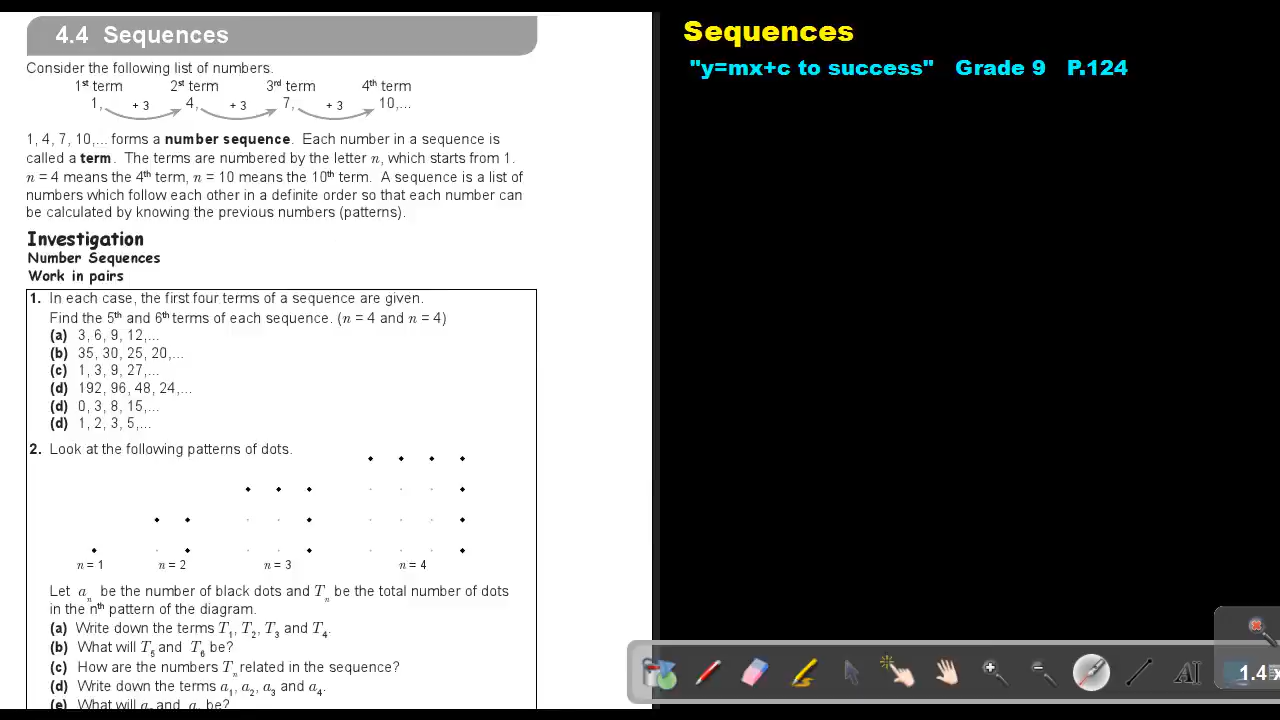 4.4 Sequences
Consider the following list of numbers.
1st term 2st term 3rd term 4th term
1, + 3 4, + 3 7, + 3 10,...
1, 4, 7, 10,... forms a number sequence. Each number in a sequence is
called a term. The terms are numbered by the letter n, which starts from 1.
n = 4 means the 4th term, n = 10 means the 10th term. A sequence is a list of
numbers which follow each other in a definite order so that each number can
be calculated by knowing the previous numbers (patterns).
Investigation
Number Sequences
Work in pairs
1. In each case, the first four terms of a sequence are given.
Find the 5th and 6th terms of each sequence. (n = 4 and n = 4)
(a) 3, 6, 9, 12,...
(b) 35, 30, 25, 20,...
(c) 1, 3, 9, 27,...
(d) 192, 96, 48, 24,...
(d) 0, 3, 8, 15,...
(d) 1, 2, 3, 5,...
2. Look at the following patterns of dots.
n = 1 n = 2 n = 3 n = 4
Let an be the number of black dots and Tn be the total number of dots
in the nth pattern of the diagram.
(a) Write down the terms T1, T2, T3 and T4.
(b) What will T5 and T6 be?
(c) How are the numbers Tn related in the sequence?
(d) Write down the terms a1, a2, a3 and a4.
(e) What will a and a be?
Sequences
"y=mx+c to success" Grade 9 P.124
AI
1.4 x